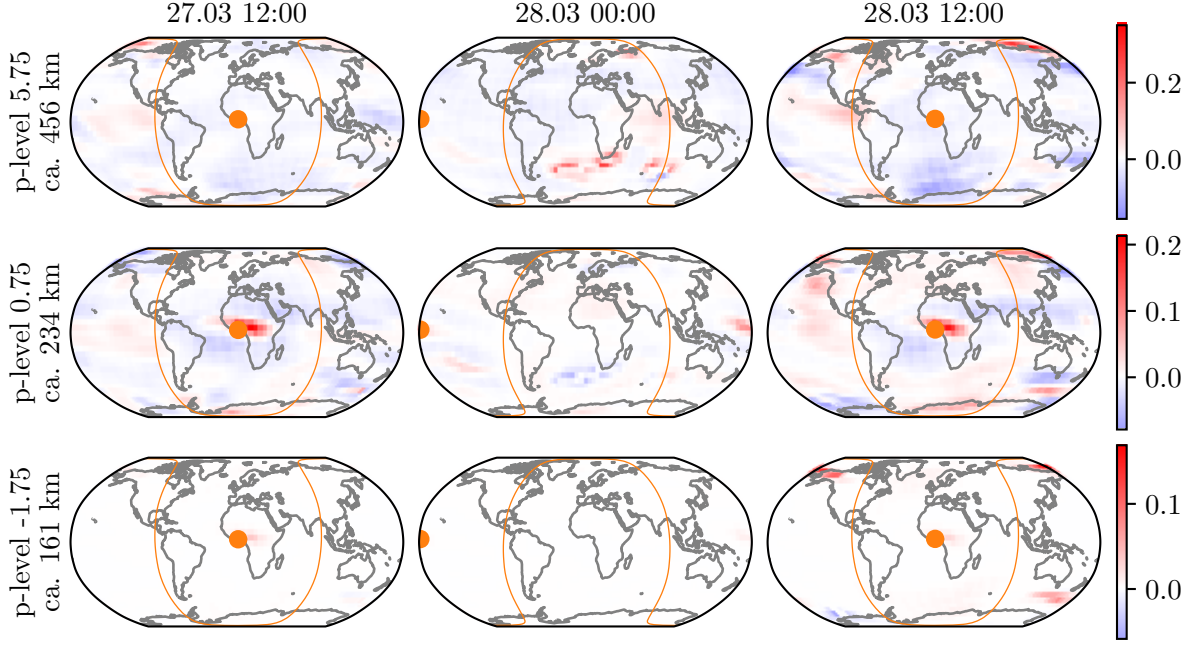 27.03 12:00
28.03 00:00
28.03 12:00
p-level 5.75
ca. 456 km
0.2
0.0
p-level 0.75
ca. 234 km
0.2
0.1
0.0
p-level -1.75
ca. 161 km
0.1
0.0